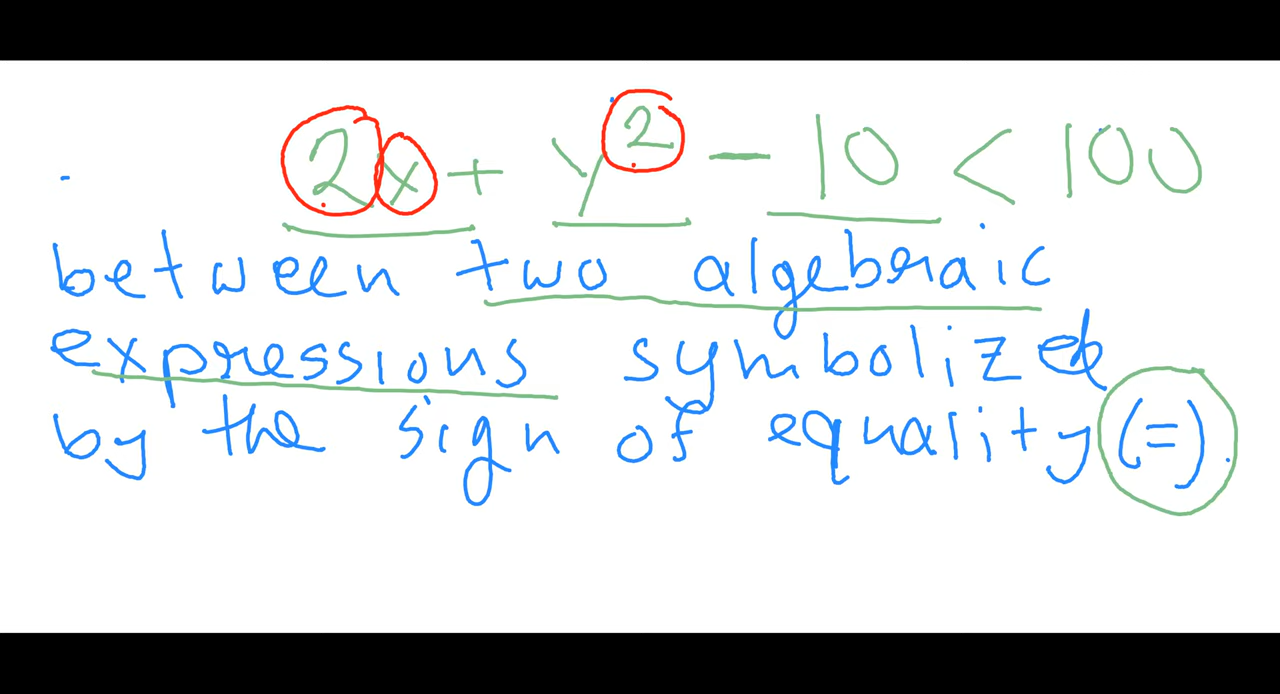 2x + y² - 10 < 100
between two algebraic
expressions symbolized
by the sign of equality (=).